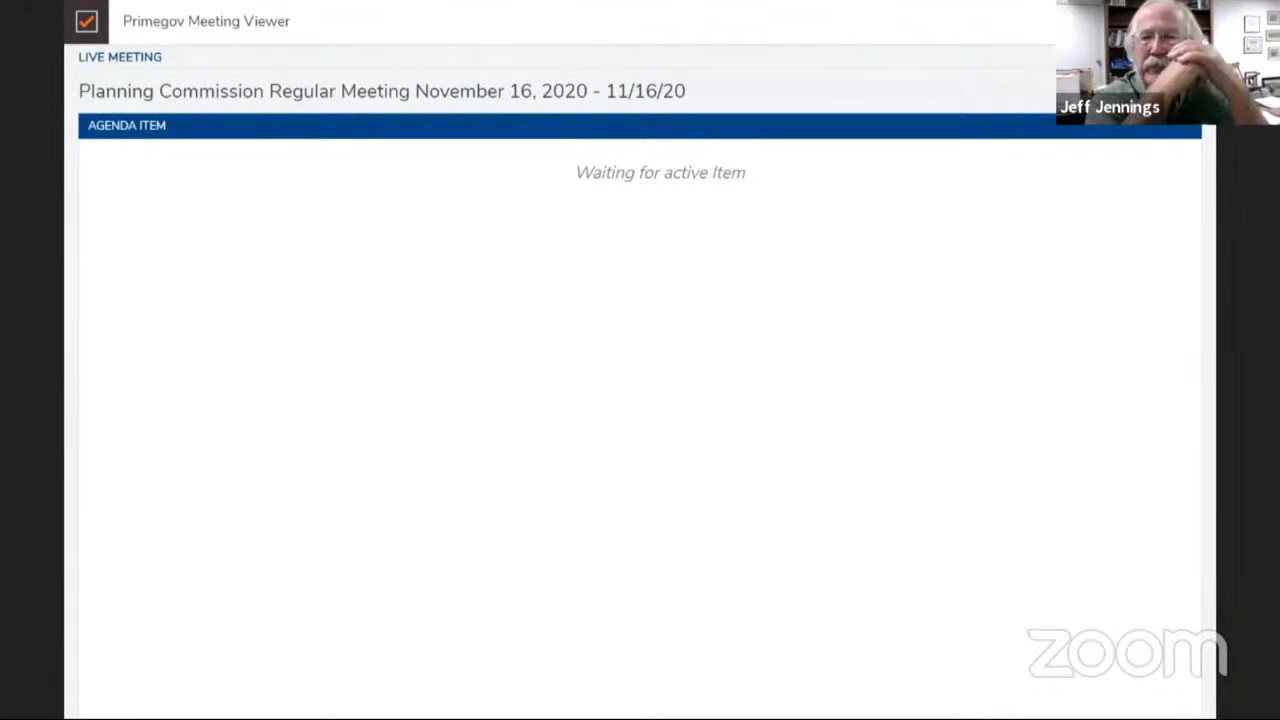 Primegov Meeting Viewer
LIVE MEETING
Planning Commission Regular Meeting November 16, 2020 - 11/16/20
Jeff Jennings
AGENDA ITEM
Waiting for active Item
zoom